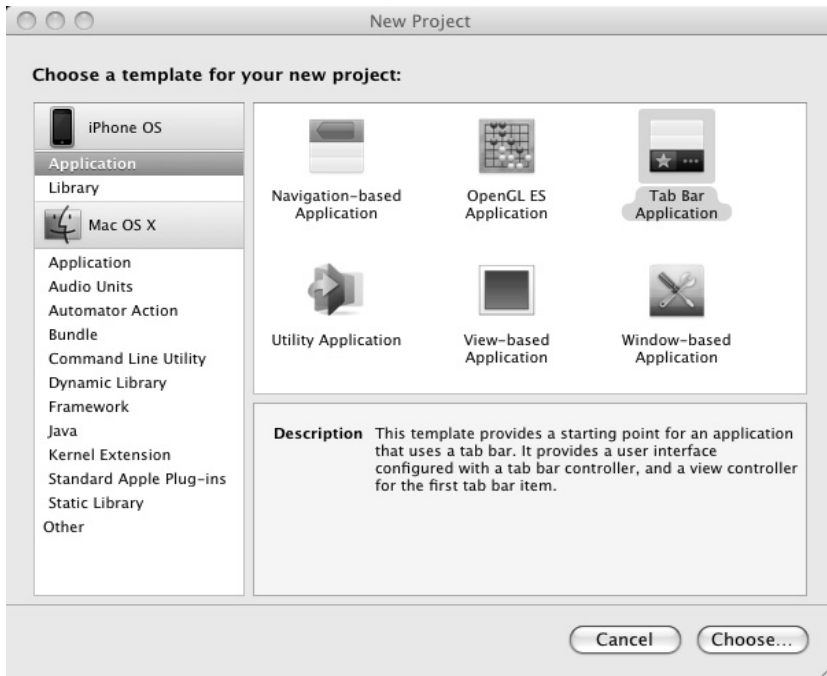 New Project
Choose a template for your new project:
iPhone OS
Application
Library
Mac OS X
Application
Audio Units
Automator Action
Bundle
Command Line Utility
Dynamic Library
Framework
Java
Kernel Extension
Standard Apple Plug-ins
Static Library
Other
Navigation-based
Application
OpenGL ES
Application
Tab Bar
Application
Utility Application
View-based
Application
Window-based
Application
Description This template provides a starting point for an application
that uses a tab bar. It provides a user interface
configured with a tab bar controller, and a view controller
for the first tab bar item.
Cancel
Choose...